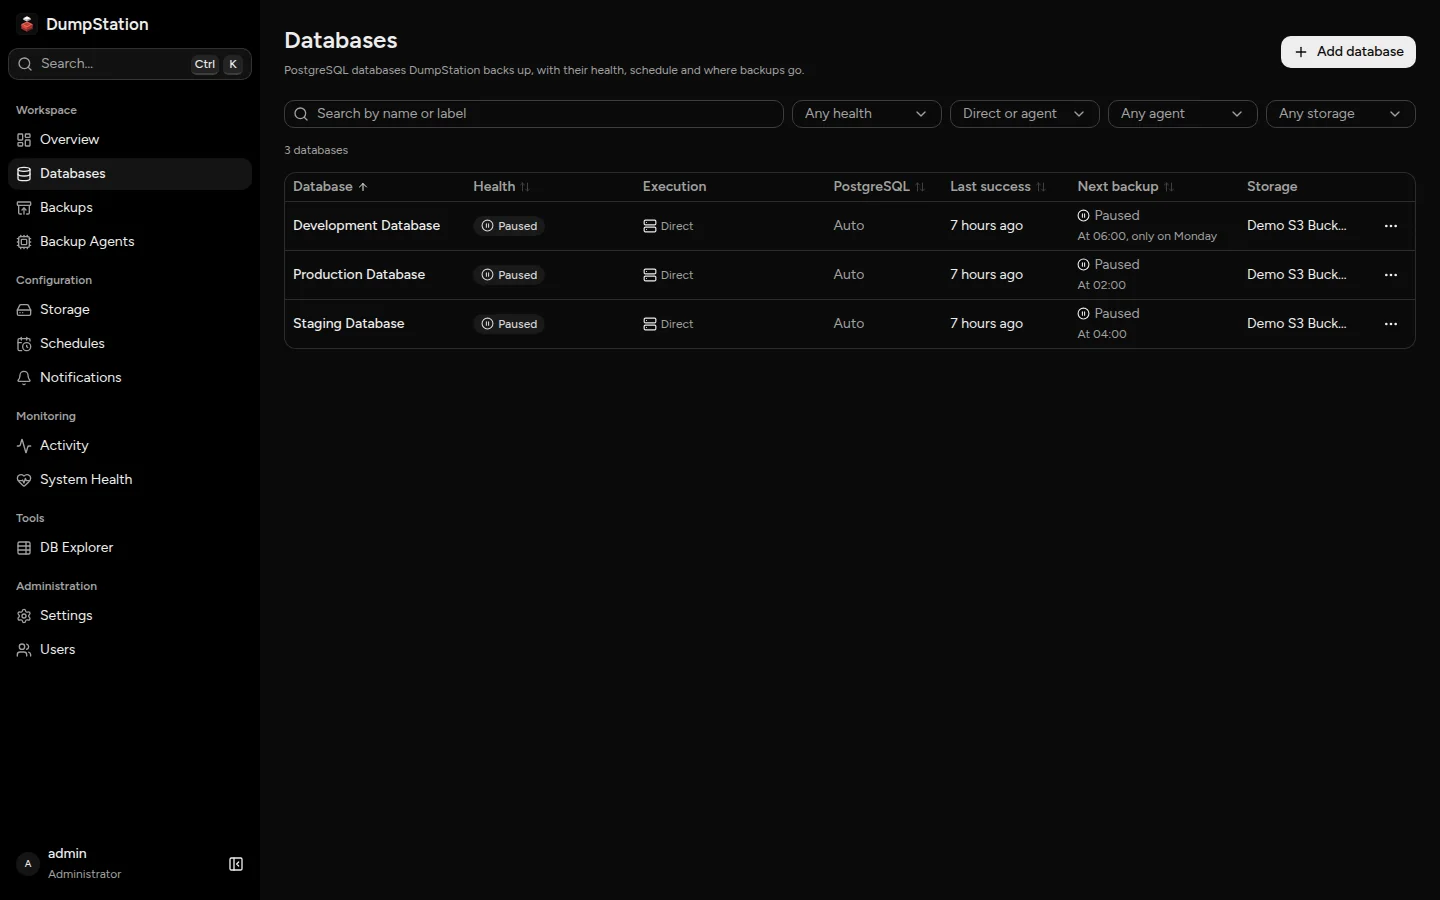 DumpStation
Search...
Ctrl K
Workspace
Overview
Databases
Backups
Backup Agents
Configuration
Storage
Schedules
Notifications
Monitoring
Activity
System Health
Tools
DB Explorer
Administration
Settings
Users
A
admin
Administrator
Databases
PostgreSQL databases DumpStation backs up, with their health, schedule and where backups go.
Add database
Search by name or label
Any health
Direct or agent
Any agent
Any storage
3 databases
Database Health Execution PostgreSQL Last success Next backup Storage
Development Database Paused Direct Auto 7 hours ago Paused Demo S3 Buck...
At 06:00, only on Monday
Production Database Paused Direct Auto 7 hours ago Paused Demo S3 Buck...
At 02:00
Staging Database Paused Direct Auto 7 hours ago Paused Demo S3 Buck...
At 04:00